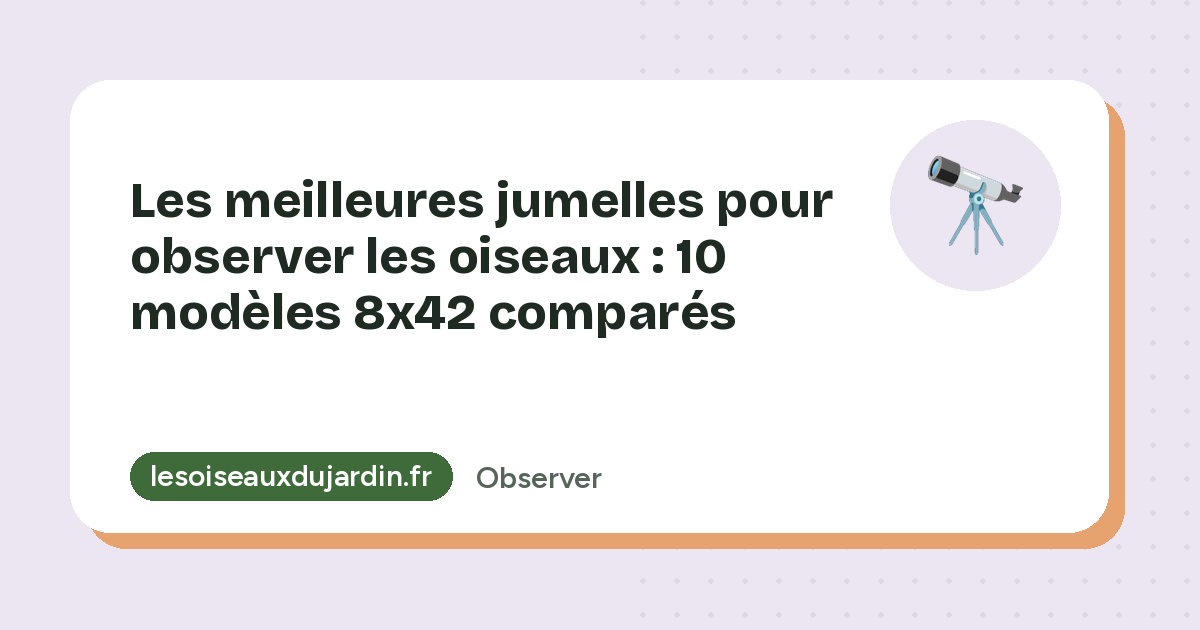 Les meilleures jumelles pour
observer les oiseaux : 10
modèles 8x42 comparés
lesoiseauxdujardin.fr
Observer